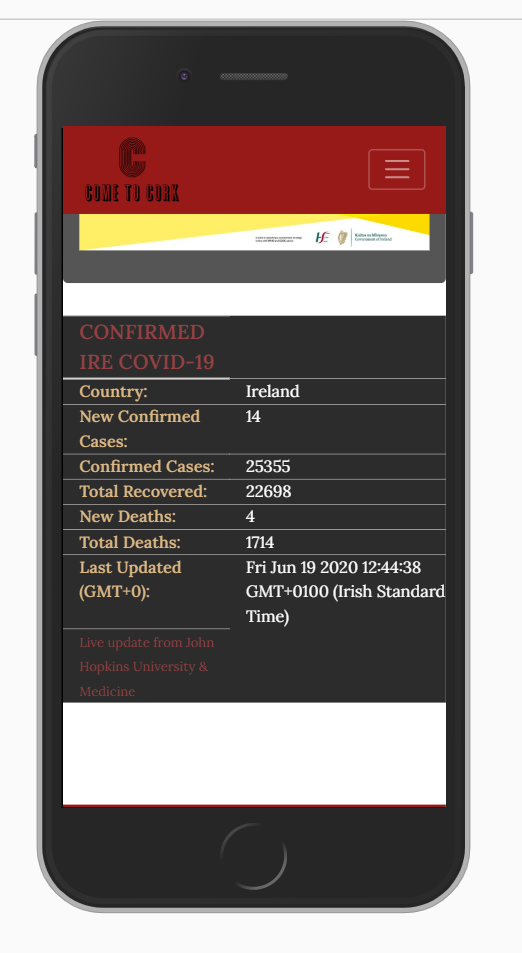 C
COME TO CORK
Rialtas na hÉireann
Government of Ireland
CONFIRMED
IRE COVID-19
Country: Ireland
New Confirmed 14
Cases:
Confirmed Cases: 25355
Total Recovered: 22698
New Deaths: 4
Total Deaths: 1714
Last Updated Fri Jun 19 2020 12:44:38
(GMT+0): GMT+0100 (Irish Standard
Time)
Live update from John
Hopkins University &
Medicine